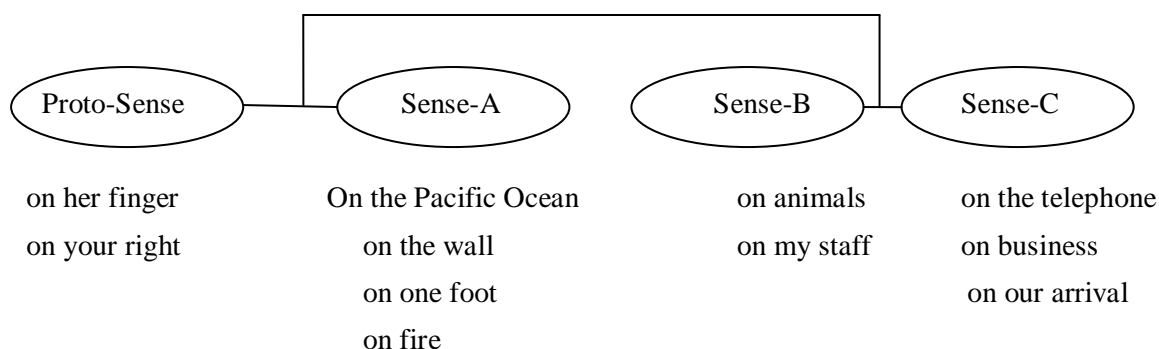 Proto-Sense Sense-A Sense-B Sense-C
on her finger On the Pacific Ocean on animals on the telephone
on your right on the wall on my staff on business
on one foot on our arrival
on fire